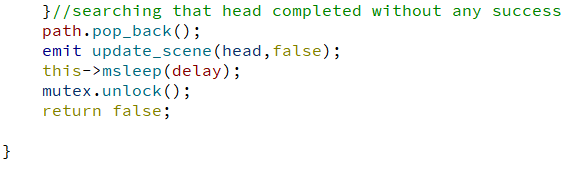 }//searching that head completed without any success
path.pop_back();
emit update_scene(head,false);
this->msleep(delay);
mutex.unlock();
return false;
}